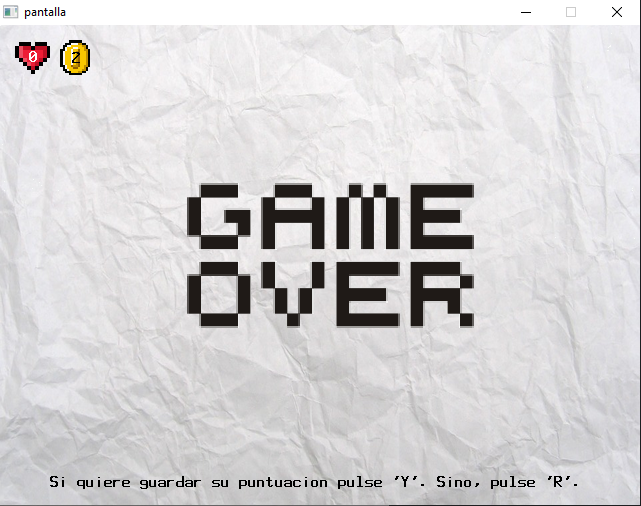 pantalla
0 2
GAME
OVER
Si quiere guardar su puntuacion pulse 'Y'. Sino, pulse 'R'.